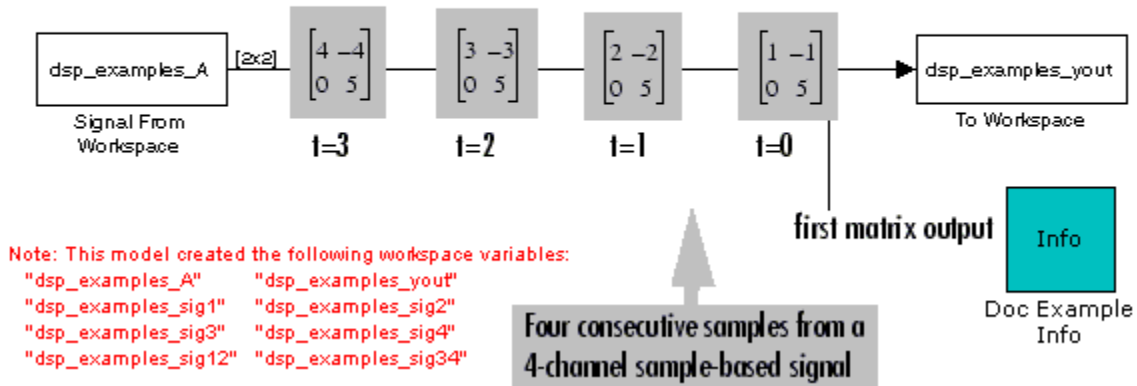 dsp_examples_A
[2x2]
4 -4
0 5
3 -3
0 5
2 -2
0 5
1 -1
0 5
dsp_examples_yout
Signal From
Workspace
t=3
t=2
t=1
t=0
To Workspace
first matrix output
Info
Doc Example
Info
Note: This model created the following workspace variables:
"dsp_examples_A" "dsp_examples_yout"
"dsp_examples_sig1" "dsp_examples_sig2"
"dsp_examples_sig3" "dsp_examples_sig4"
"dsp_examples_sig12" "dsp_examples_sig34"
Four consecutive samples from a
4-channel sample-based signal